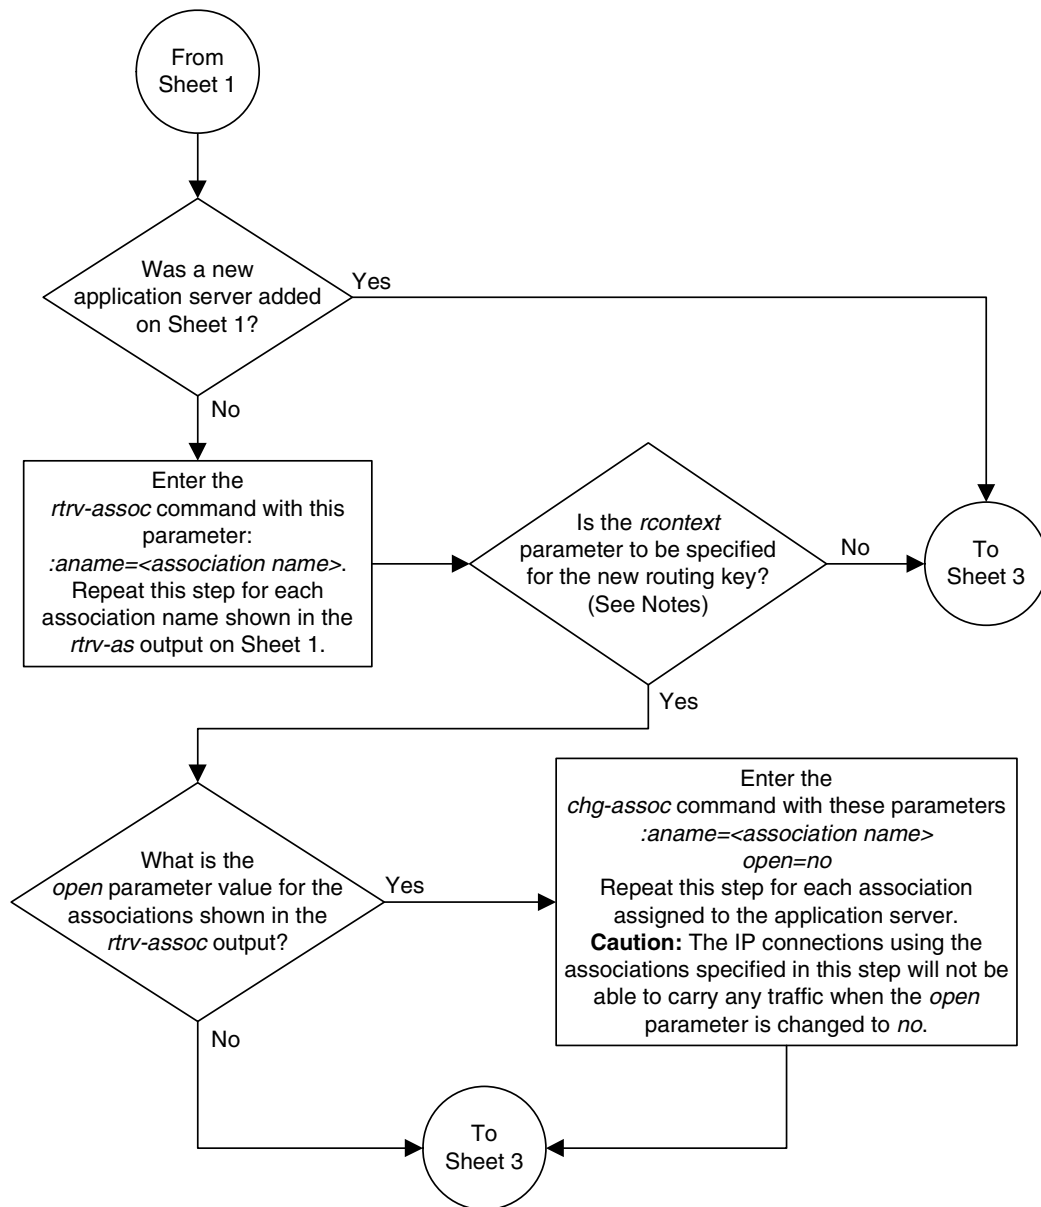 From
Sheet 1
Was a new
application server added
on Sheet 1?
Yes
No
Enter the
rtrv-assoc command with this
parameter:
:aname=<association name>.
Repeat this step for each
association name shown in the
rtrv-as output on Sheet 1.
Is the rcontext
parameter to be specified
for the new routing key?
(See Notes)
No
To
Sheet 3
Yes
What is the
open parameter value for the
associations shown in the
rtrv-assoc output?
Yes
No
Enter the
chg-assoc command with these parameters
:aname=<association name>
open=no
Repeat this step for each association
assigned to the application server.
Caution: The IP connections using the
associations specified in this step will not be
able to carry any traffic when the open
parameter is changed to no.
To
Sheet 3